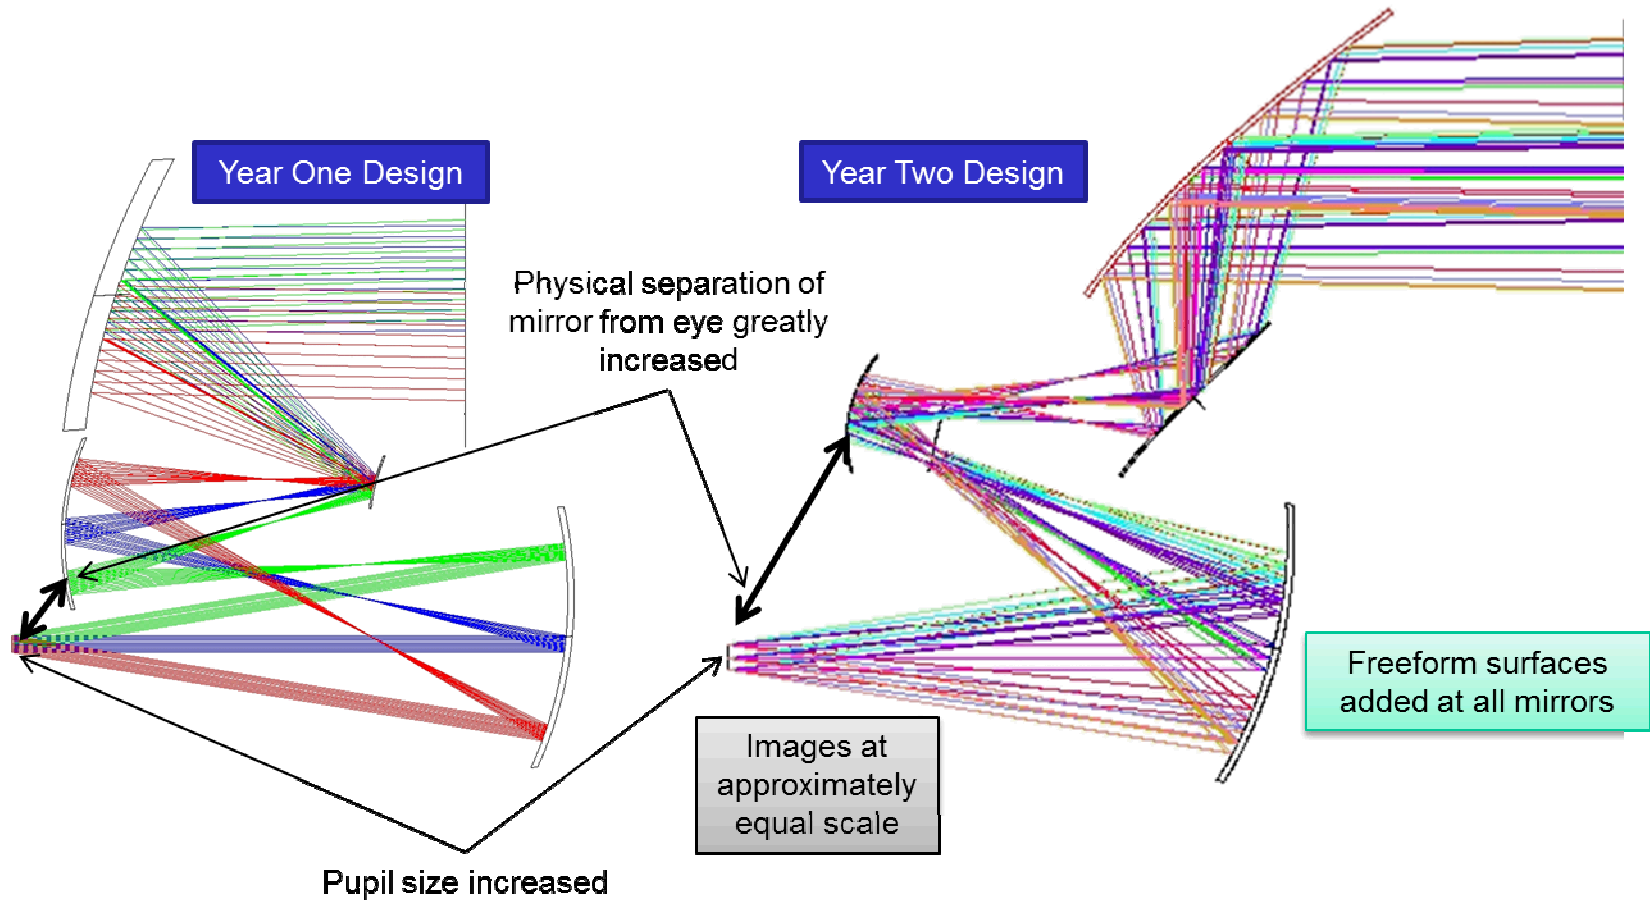 Year One Design
Year Two Design
Physical separation of
mirror from eye greatly
increased
Freeform surfaces
added at all mirrors
Images at
approximately
equal scale
Pupil size increased